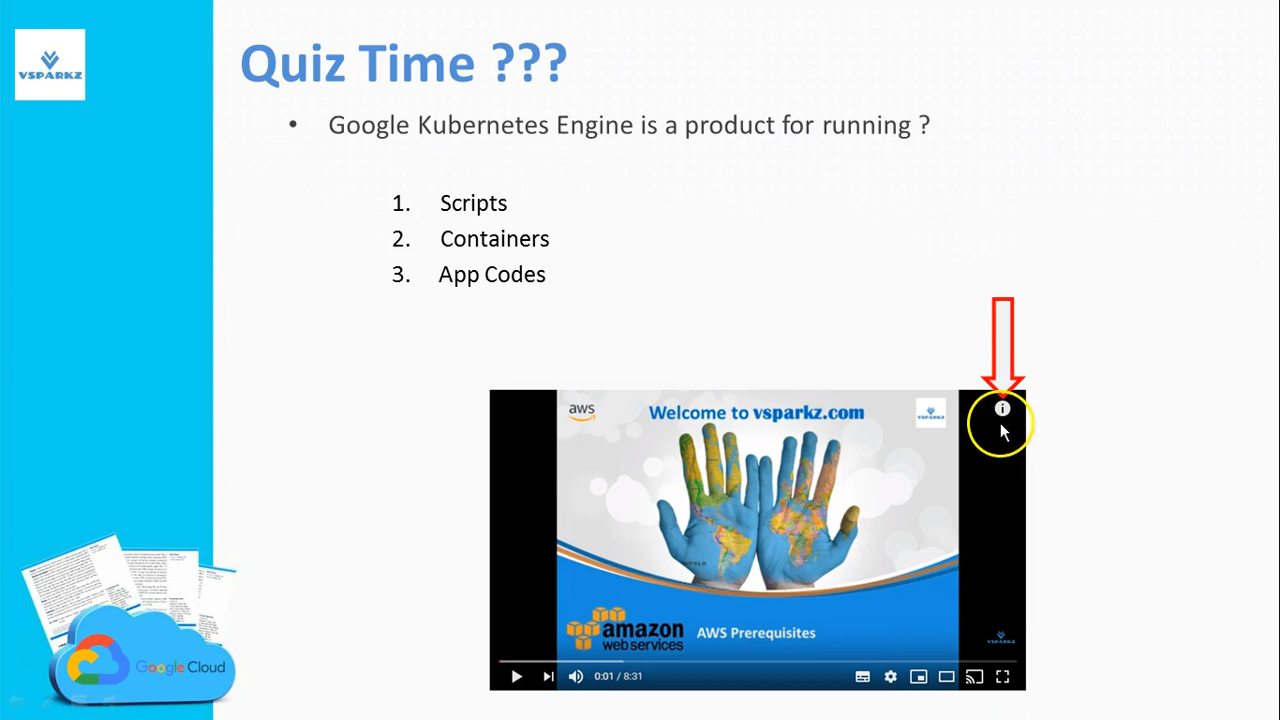 VSPARKZ
Quiz Time ???
• Google Kubernetes Engine is a product for running ?
1. Scripts
2. Containers
3. App Codes
i
aws
Welcome to vsparkz.com
amazon
web services
AWS Prerequisites
VSPARKZ
0:01 / 8:31
Google Cloud